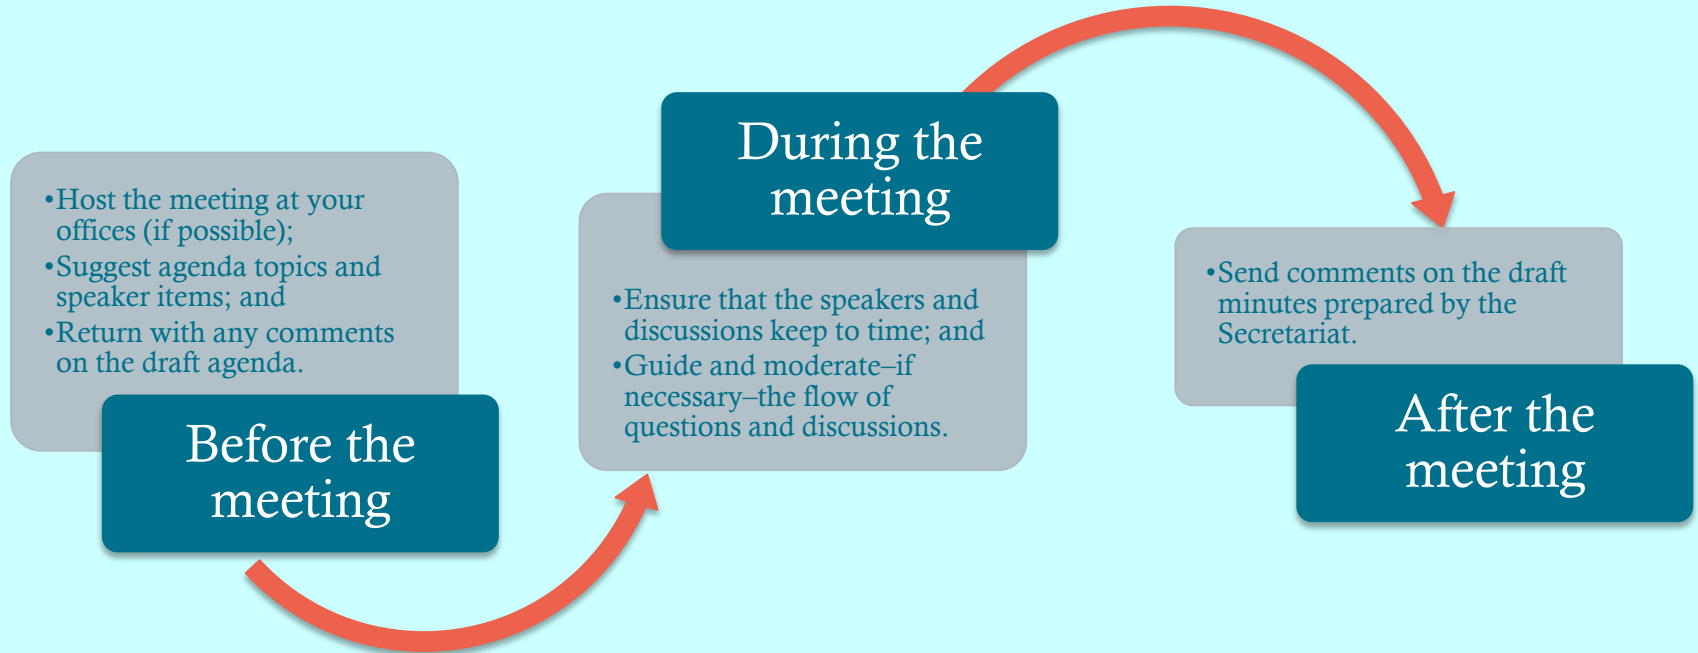 •Host the meeting at your
offices (if possible);
•Suggest agenda topics and
speaker items; and
•Return with any comments
on the draft agenda.
Before the
meeting
During the
meeting
•Ensure that the speakers and
discussions keep to time; and
•Guide and moderate–if
necessary–the flow of
questions and discussions.
•Send comments on the draft
minutes prepared by the
Secretariat.
After the
meeting